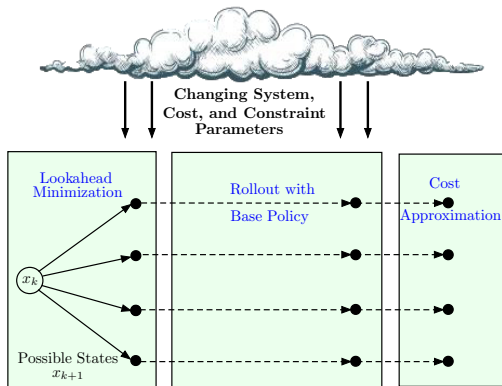 Changing System,
Cost, and Constraint
Parameters
Lookahead
Minimization
Rollout with
Base Policy
Cost
Approximation
x_k
Possible States
x_{k+1}